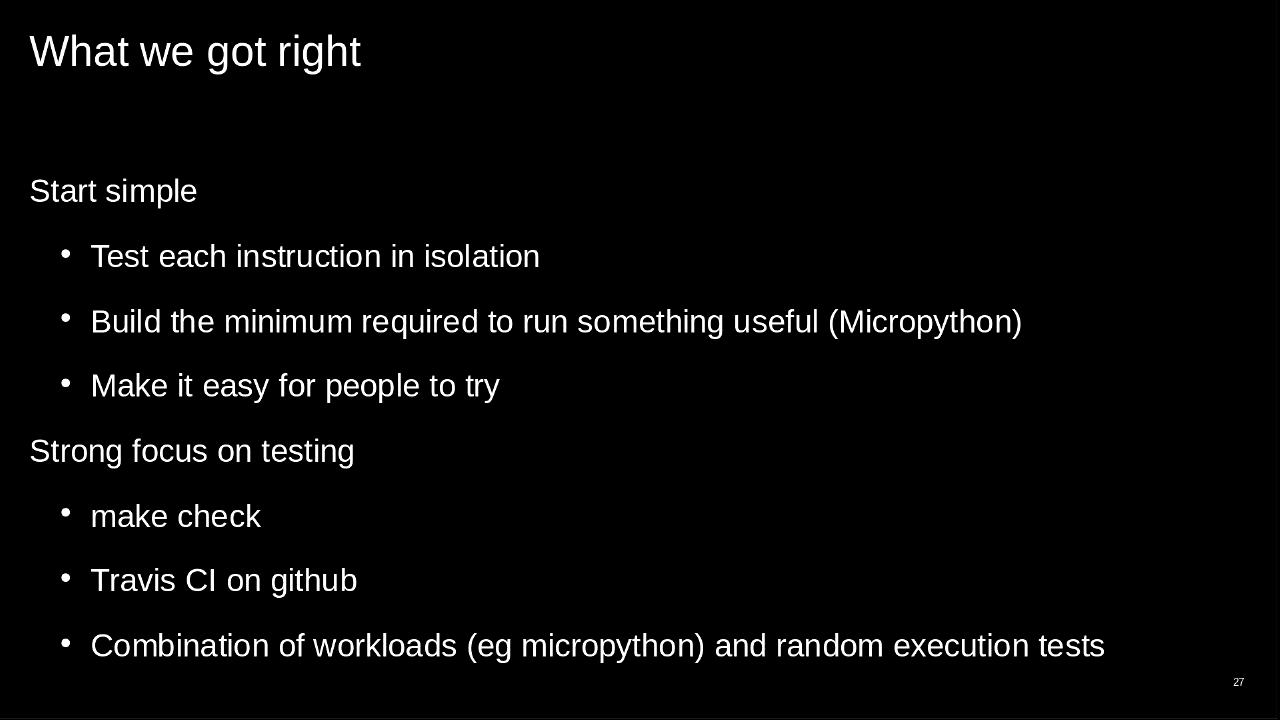 What we got right
Start simple
• Test each instruction in isolation
• Build the minimum required to run something useful (Micropython)
• Make it easy for people to try
Strong focus on testing
• make check
• Travis CI on github
• Combination of workloads (eg micropython) and random execution tests
27